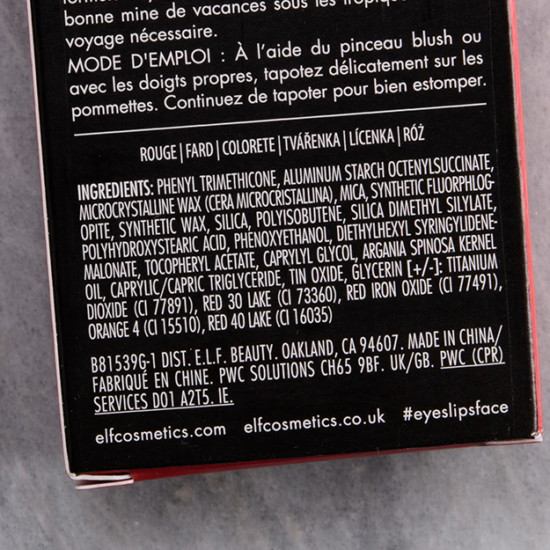 bonne mine de vacances sous les
voyage nécessaire.
MODE D'EMPLOI : À l'aide du pinceau blush ou
avec les doigts propres, tapotez délicatement sur les
pommettes. Continuez de tapoter pour bien estomper.
ROUGE | FARD | COLORETE | TVÁŘENKA | LÍCENKA | RÓŻ
INGREDIENTS: PHENYL TRIMETHICONE, ALUMINUM STARCH OCTENYLSUCCINATE,
MICROCRYSTALLINE WAX (CERA MICROCRISTALLINA), MICA, SYNTHETIC FLUORPHLOG-
OPITE, SYNTHETIC WAX, SILICA, POLYISOBUTENE, SILICA DIMETHYL SILYLATE,
POLYHYDROXYSTEARIC ACID, PHENOXYETHANOL, DIETHYLHEXYL SYRINGYLIDENE-
MALONATE, TOCOPHERYL ACETATE, CAPRYLYL GLYCOL, ARGANIA SPINOSA KERNEL
OIL, CAPRYLIC/CAPRIC TRIGLYCERIDE, TIN OXIDE, GLYCERIN [+/-]: TITANIUM
DIOXIDE (CI 77891), RED 30 LAKE (CI 73360), RED IRON OXIDE (CI 77491),
ORANGE 4 (CI 15510), RED 40 LAKE (CI 16035)
B81539G-1 DIST. E.L.F. BEAUTY. OAKLAND, CA 94607. MADE IN CHINA/
FABRIQUÉ EN CHINE. PWC SOLUTIONS CH65 9BF. UK/GB. PWC (CPR)
SERVICES D01 A2T5. IE.
elfcosmetics.com elfcosmetics.co.uk #eyeslipsface